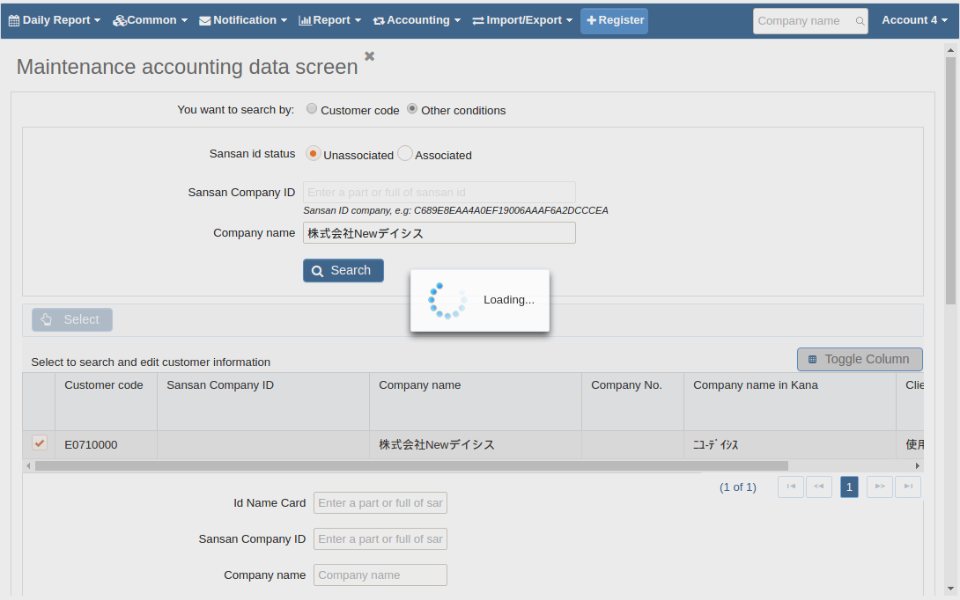 Daily Report Common Notification Report Accounting Import/Export Register Company name Account 4
Maintenance accounting data screen
You want to search by: Customer code Other conditions
Sansan id status Unassociated Associated
Sansan Company ID Enter a part or full of sansan id
Sansan ID company, e.g: C689E8EAA4A0EF19006AAAF6A2DCCCEA
Company name 株式会社Newデイシス
Search
Loading...
Select
Select to search and edit customer information Toggle Column
Customer code Sansan Company ID Company name Company No. Company name in Kana Clie
E0710000 株式会社Newデイシス ﾆﾕｰﾃﾞｲｼｽ 使用
(1 of 1) 1
Id Name Card Enter a part or full of sar
Sansan Company ID Enter a part or full of sar
Company name Company name